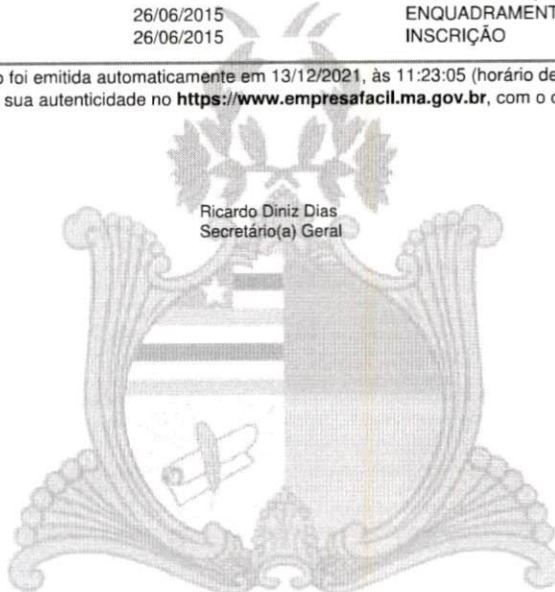 26/06/2015 ENQUADRAMENT
26/06/2015 INSCRIÇÃO
o foi emitida automaticamente em 13/12/2021, às 11:23:05 (horário de
sua autenticidade no https://www.empresafacil.ma.gov.br, com o c
Ricardo Diniz Dias
Secretário(a) Geral